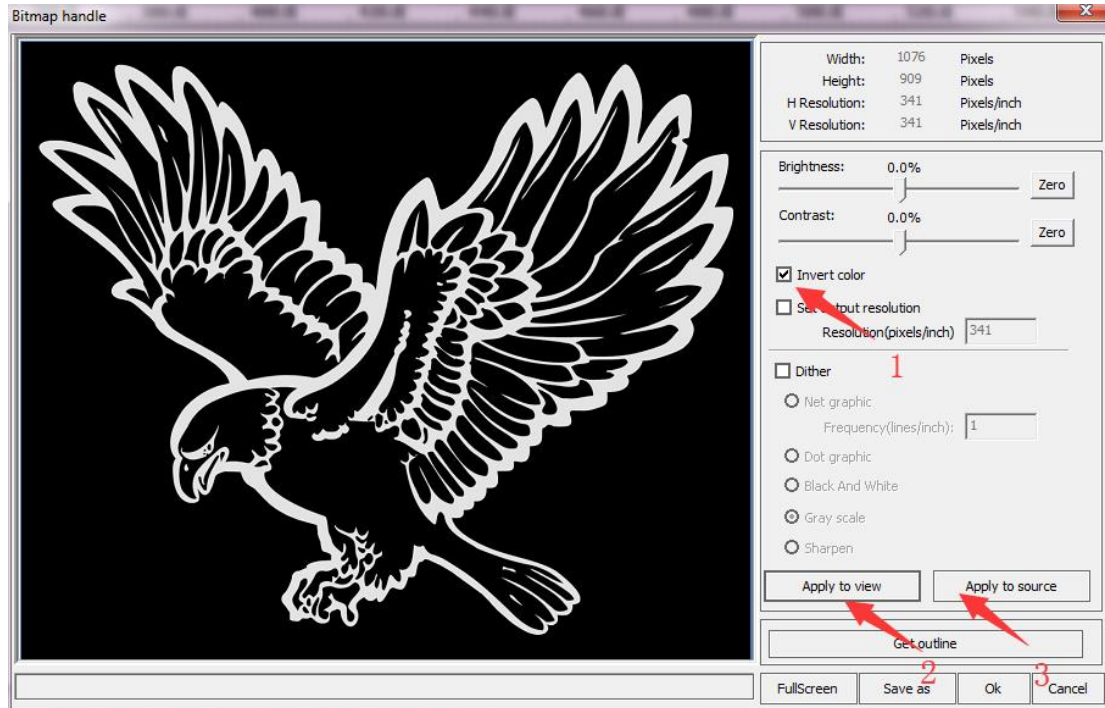 Bitmap handle
Width: 1076 Pixels
Height: 909 Pixels
H Resolution: 341 Pixels/inch
V Resolution: 341 Pixels/inch
Brightness: 0.0%
Zero
Contrast: 0.0%
Zero
Invert color
Set output resolution
Resolution(pixels/inch) 341
1
Dither
Net graphic
Frequency(lines/inch): 1
Dot graphic
Black And White
Gray scale
Sharpen
Apply to view Apply to source
Get outline
2 3
FullScreen Save as Ok Cancel